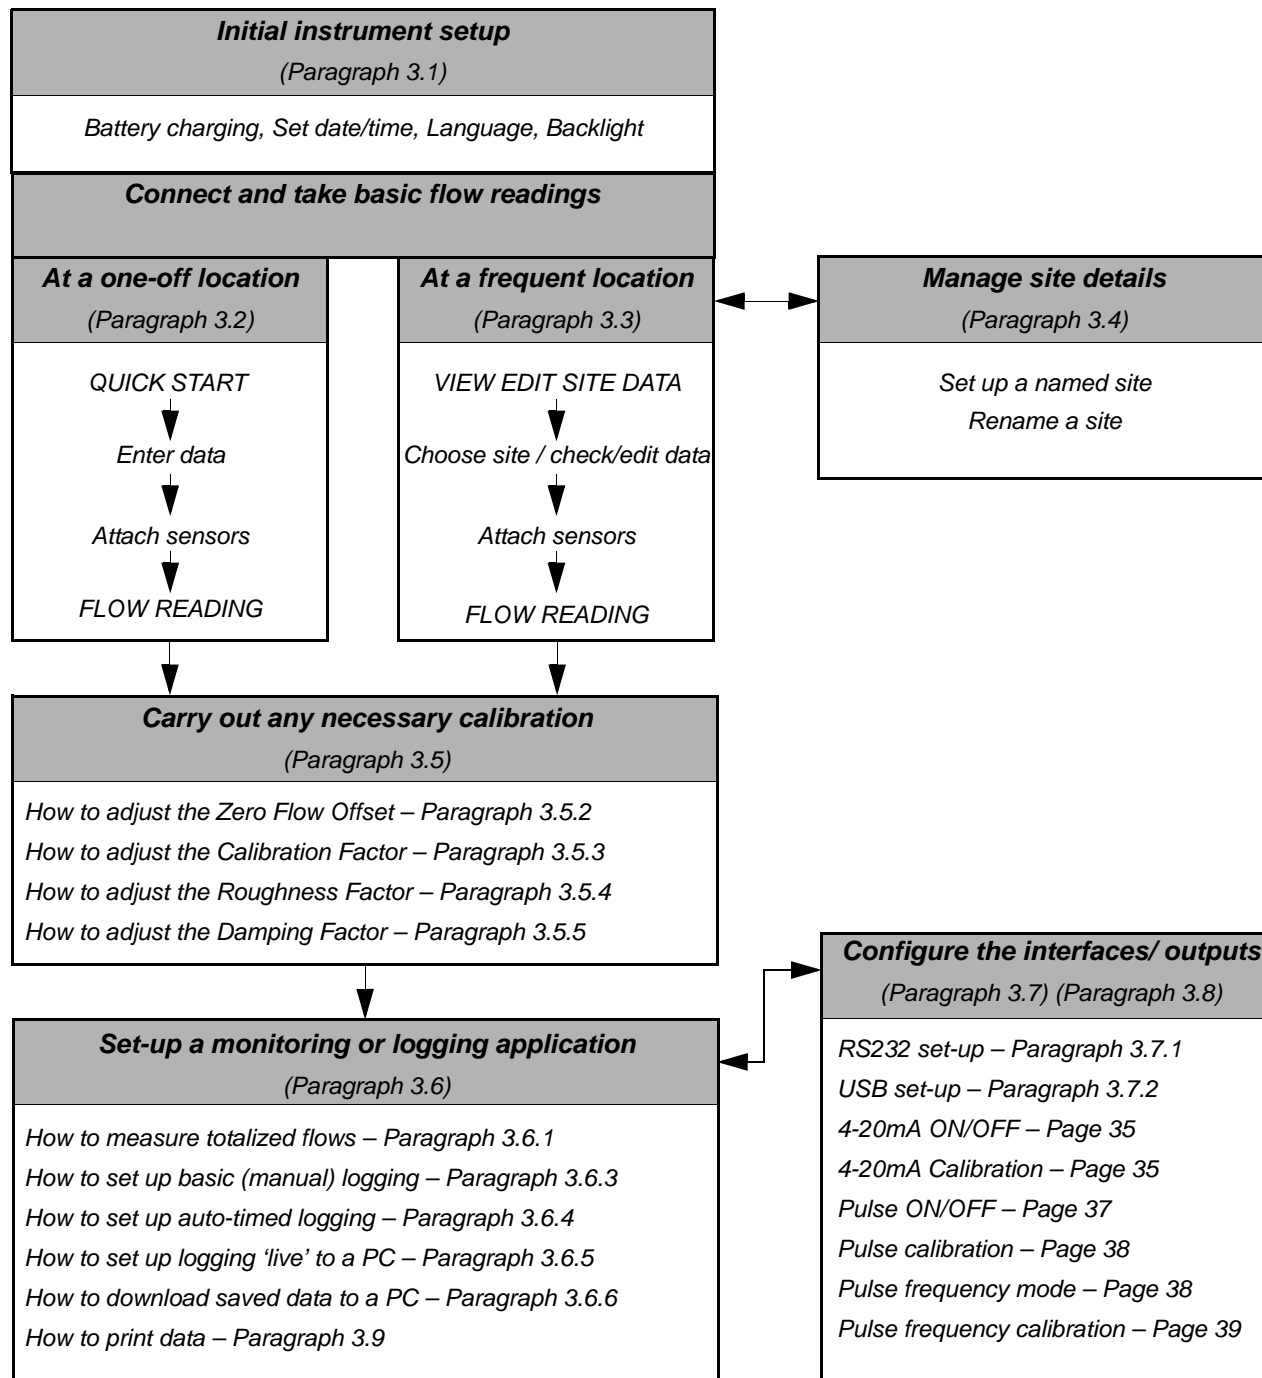 Initial instrument setup
(Paragraph 3.1)
Battery charging, Set date/time, Language, Backlight
Connect and take basic flow readings
At a one-off location
(Paragraph 3.2)
QUICK START
Enter data
Attach sensors
FLOW READING
At a frequent location
(Paragraph 3.3)
VIEW EDIT SITE DATA
Choose site / check/edit data
Attach sensors
FLOW READING
Manage site details
(Paragraph 3.4)
Set up a named site
Rename a site
Carry out any necessary calibration
(Paragraph 3.5)
How to adjust the Zero Flow Offset – Paragraph 3.5.2
How to adjust the Calibration Factor – Paragraph 3.5.3
How to adjust the Roughness Factor – Paragraph 3.5.4
How to adjust the Damping Factor – Paragraph 3.5.5
Set-up a monitoring or logging application
(Paragraph 3.6)
How to measure totalized flows – Paragraph 3.6.1
How to set up basic (manual) logging – Paragraph 3.6.3
How to set up auto-timed logging – Paragraph 3.6.4
How to set up logging ‘live’ to a PC – Paragraph 3.6.5
How to download saved data to a PC – Paragraph 3.6.6
How to print data – Paragraph 3.9
Configure the interfaces/ outputs
(Paragraph 3.7) (Paragraph 3.8)
RS232 set-up – Paragraph 3.7.1
USB set-up – Paragraph 3.7.2
4-20mA ON/OFF – Page 35
4-20mA Calibration – Page 35
Pulse ON/OFF – Page 37
Pulse calibration – Page 38
Pulse frequency mode – Page 38
Pulse frequency calibration – Page 39